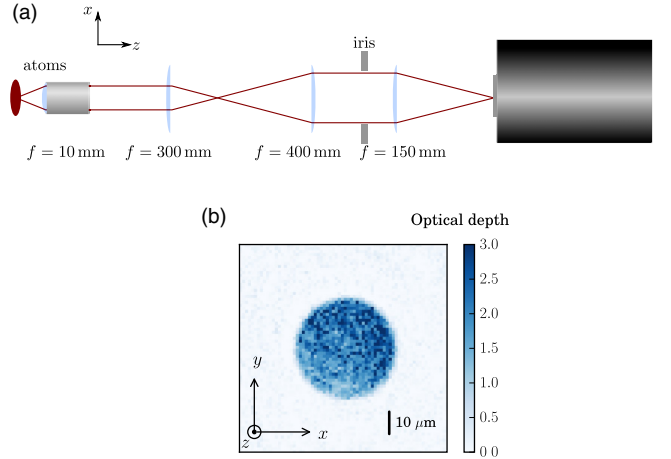 (a)
x
z
atoms
iris
f = 10 mm
f = 300 mm
f = 400 mm
f = 150 mm
(b)
Optical depth
3.0
2.5
2.0
1.5
1.0
0.5
0 0
y
x
z
10 μm